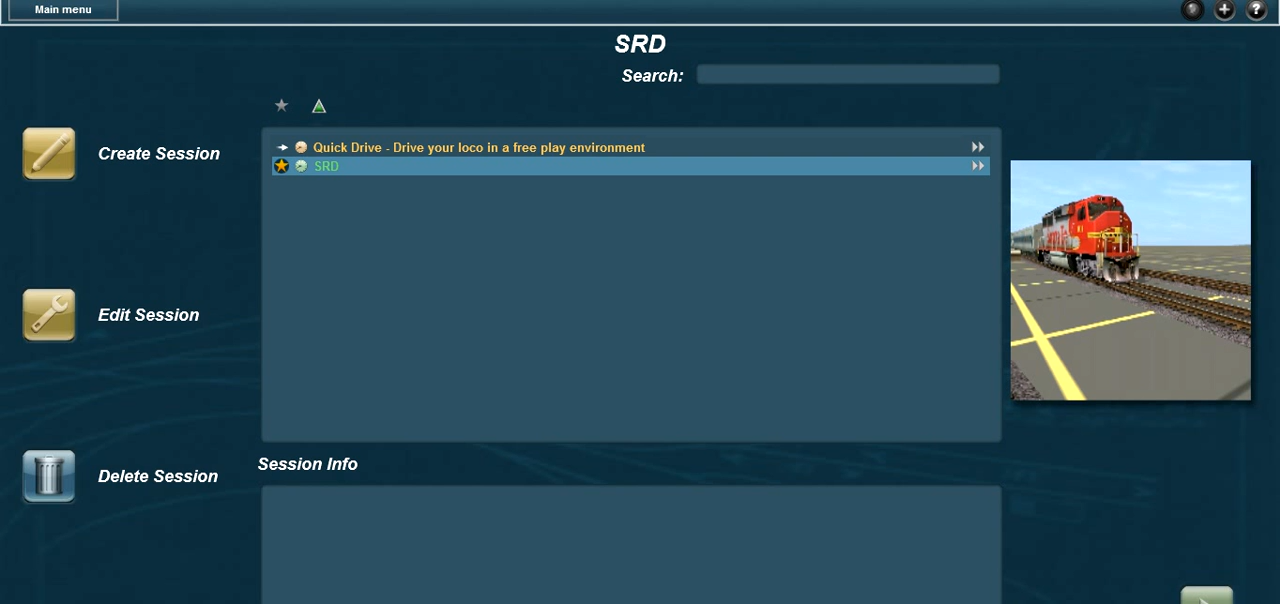 Main menu
?
SRD
Search:
Create Session
Quick Drive - Drive your loco in a free play environment
SRD
Edit Session
Delete Session
Session Info